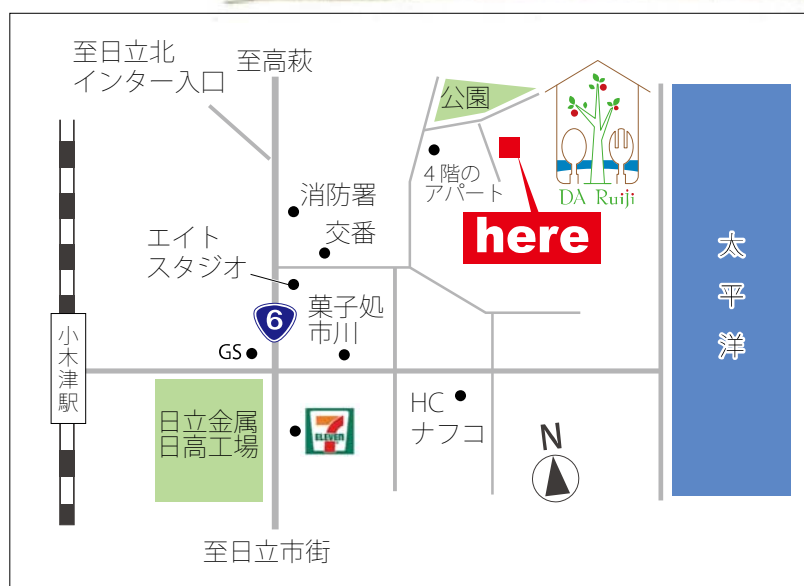 至日立北
インター入口
至高萩
公園
4階の
アパート
DA Ruiji
here
消防署
交番
エイト
スタジオ
6
菓子処
市川
GS
小木津駅
太平洋
日立金属
日高工場
7
ELEVEN
HC
ナフコ
N
至日立市街